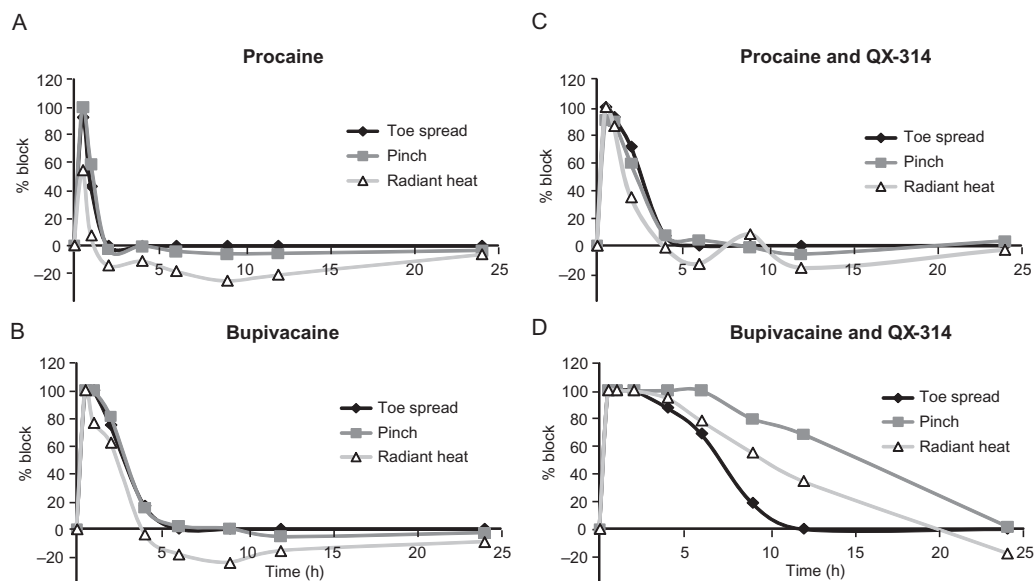 A
Procaine
120
100
80
60
40
20
0
–20
% block
5
10
15
20
25
Toe spread
Pinch
Radiant heat
C
Procaine and QX-314
120
100
80
60
40
20
0
–20
% block
5
10
15
20
25
Toe spread
Pinch
Radiant heat
B
Bupivacaine
120
100
80
60
40
20
0
–20
% block
5
10
15
20
25
Time (h)
Toe spread
Pinch
Radiant heat
D
Bupivacaine and QX-314
120
100
80
60
40
20
0
–20
% block
5
10
15
20
25
Time (h)
Toe spread
Pinch
Radiant heat